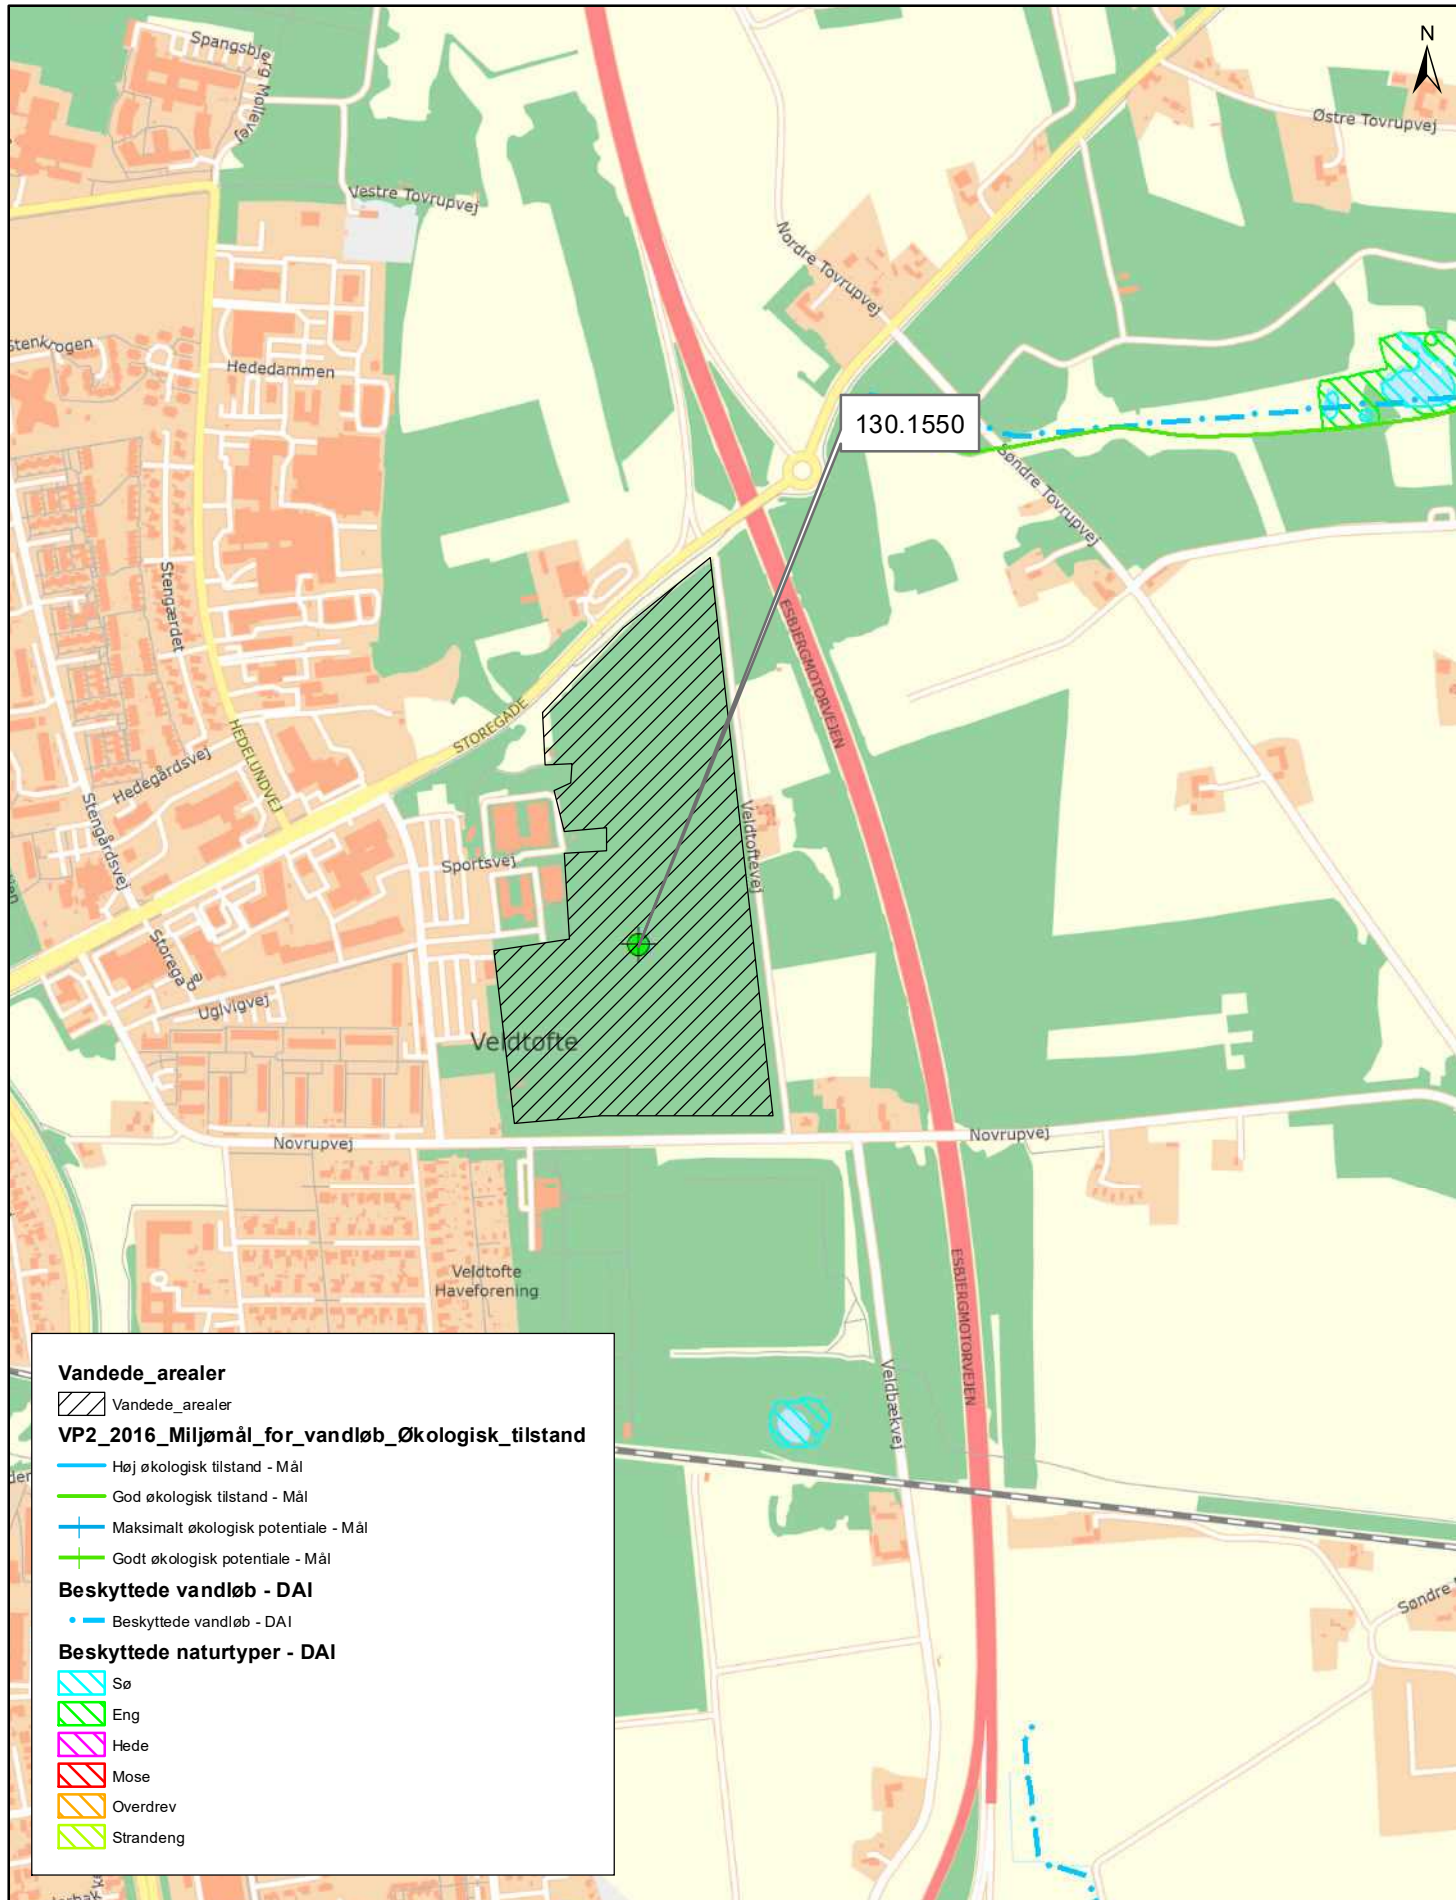 N
Spangsbjerg Møllevej
Østre Tovrupvej
Vestre Tovrupvej
Nordre Tovrupvej
Stenkrogen
Hededammen
130.1550
Søndre Tovrupvej
Stengærdet
ESBJERGMOTORVEJEN
STOREGADE
HEDELUNDVEJ
Hedegårdsvej
Stengårdsvej
Veldtoftevej
Sportsvej
Storegade
Uglvigvej
Veldtofte
Novrupvej
Novrupvej
Veldtofte
Haveforening
ESBJERGMOTORVEJEN
Veldbækvej
Søndre
Vandede_arealer
Vandede_arealer
VP2_2016_Miljømål_for_vandløb_Økologisk_tilstand
Høj økologisk tilstand - Mål
God økologisk tilstand - Mål
Maksimalt økologisk potentiale - Mål
Godt økologisk potentiale - Mål
Beskyttede vandløb - DAI
Beskyttede vandløb - DAI
Beskyttede naturtyper - DAI
Sø
Eng
Hede
Mose
Overdrev
Strandeng